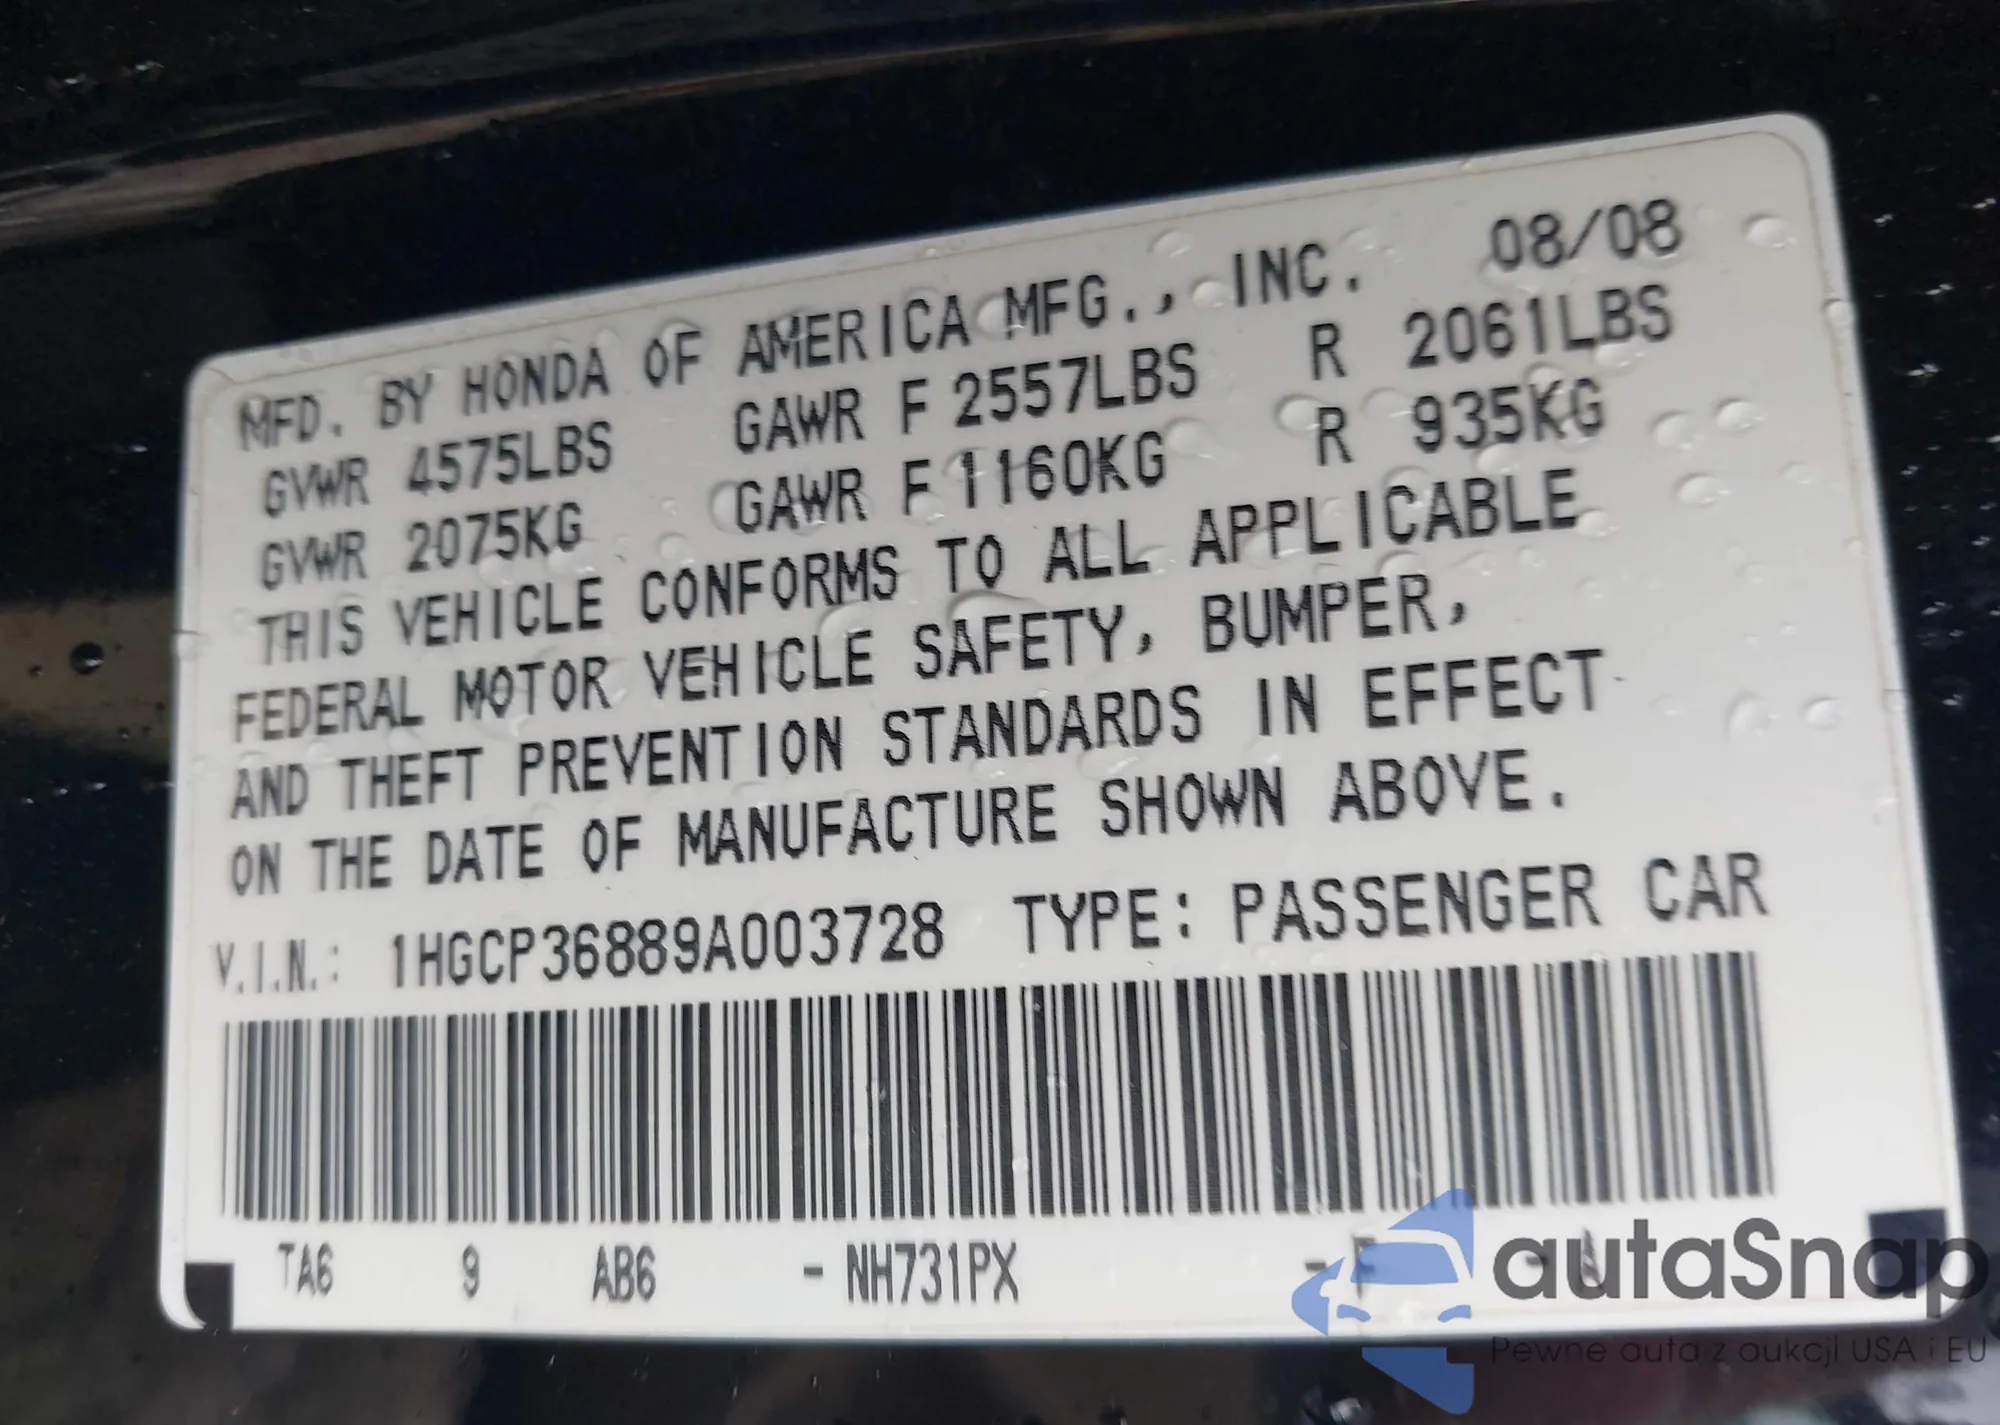 MFD. BY HONDA OF AMERICA MFG., INC. 08/08
GVWR 4575LBS GAWR F 2557LBS R 2061LBS
GVWR 2075KG GAWR F 1160KG R 935KG
THIS VEHICLE CONFORMS TO ALL APPLICABLE
FEDERAL MOTOR VEHICLE SAFETY, BUMPER,
AND THEFT PREVENTION STANDARDS IN EFFECT
ON THE DATE OF MANUFACTURE SHOWN ABOVE.
V.I.N.: 1HGCP36889A003728 TYPE: PASSENGER CAR
TA6 9 AB6 - NH731PX - F - A
autaSnap
Pewne auta z aukcji USA i EU